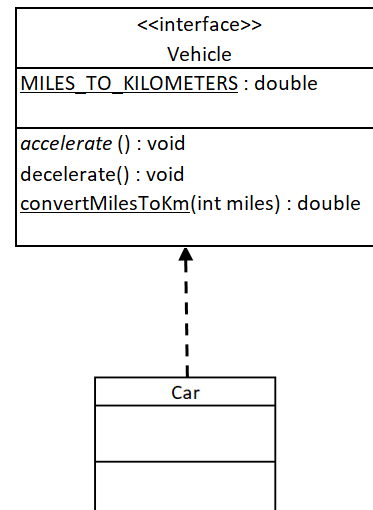 <<interface>>
Vehicle
MILES_TO_KILOMETERS : double
accelerate () : void
decelerate() : void
convertMilesToKm(int miles) : double
Car